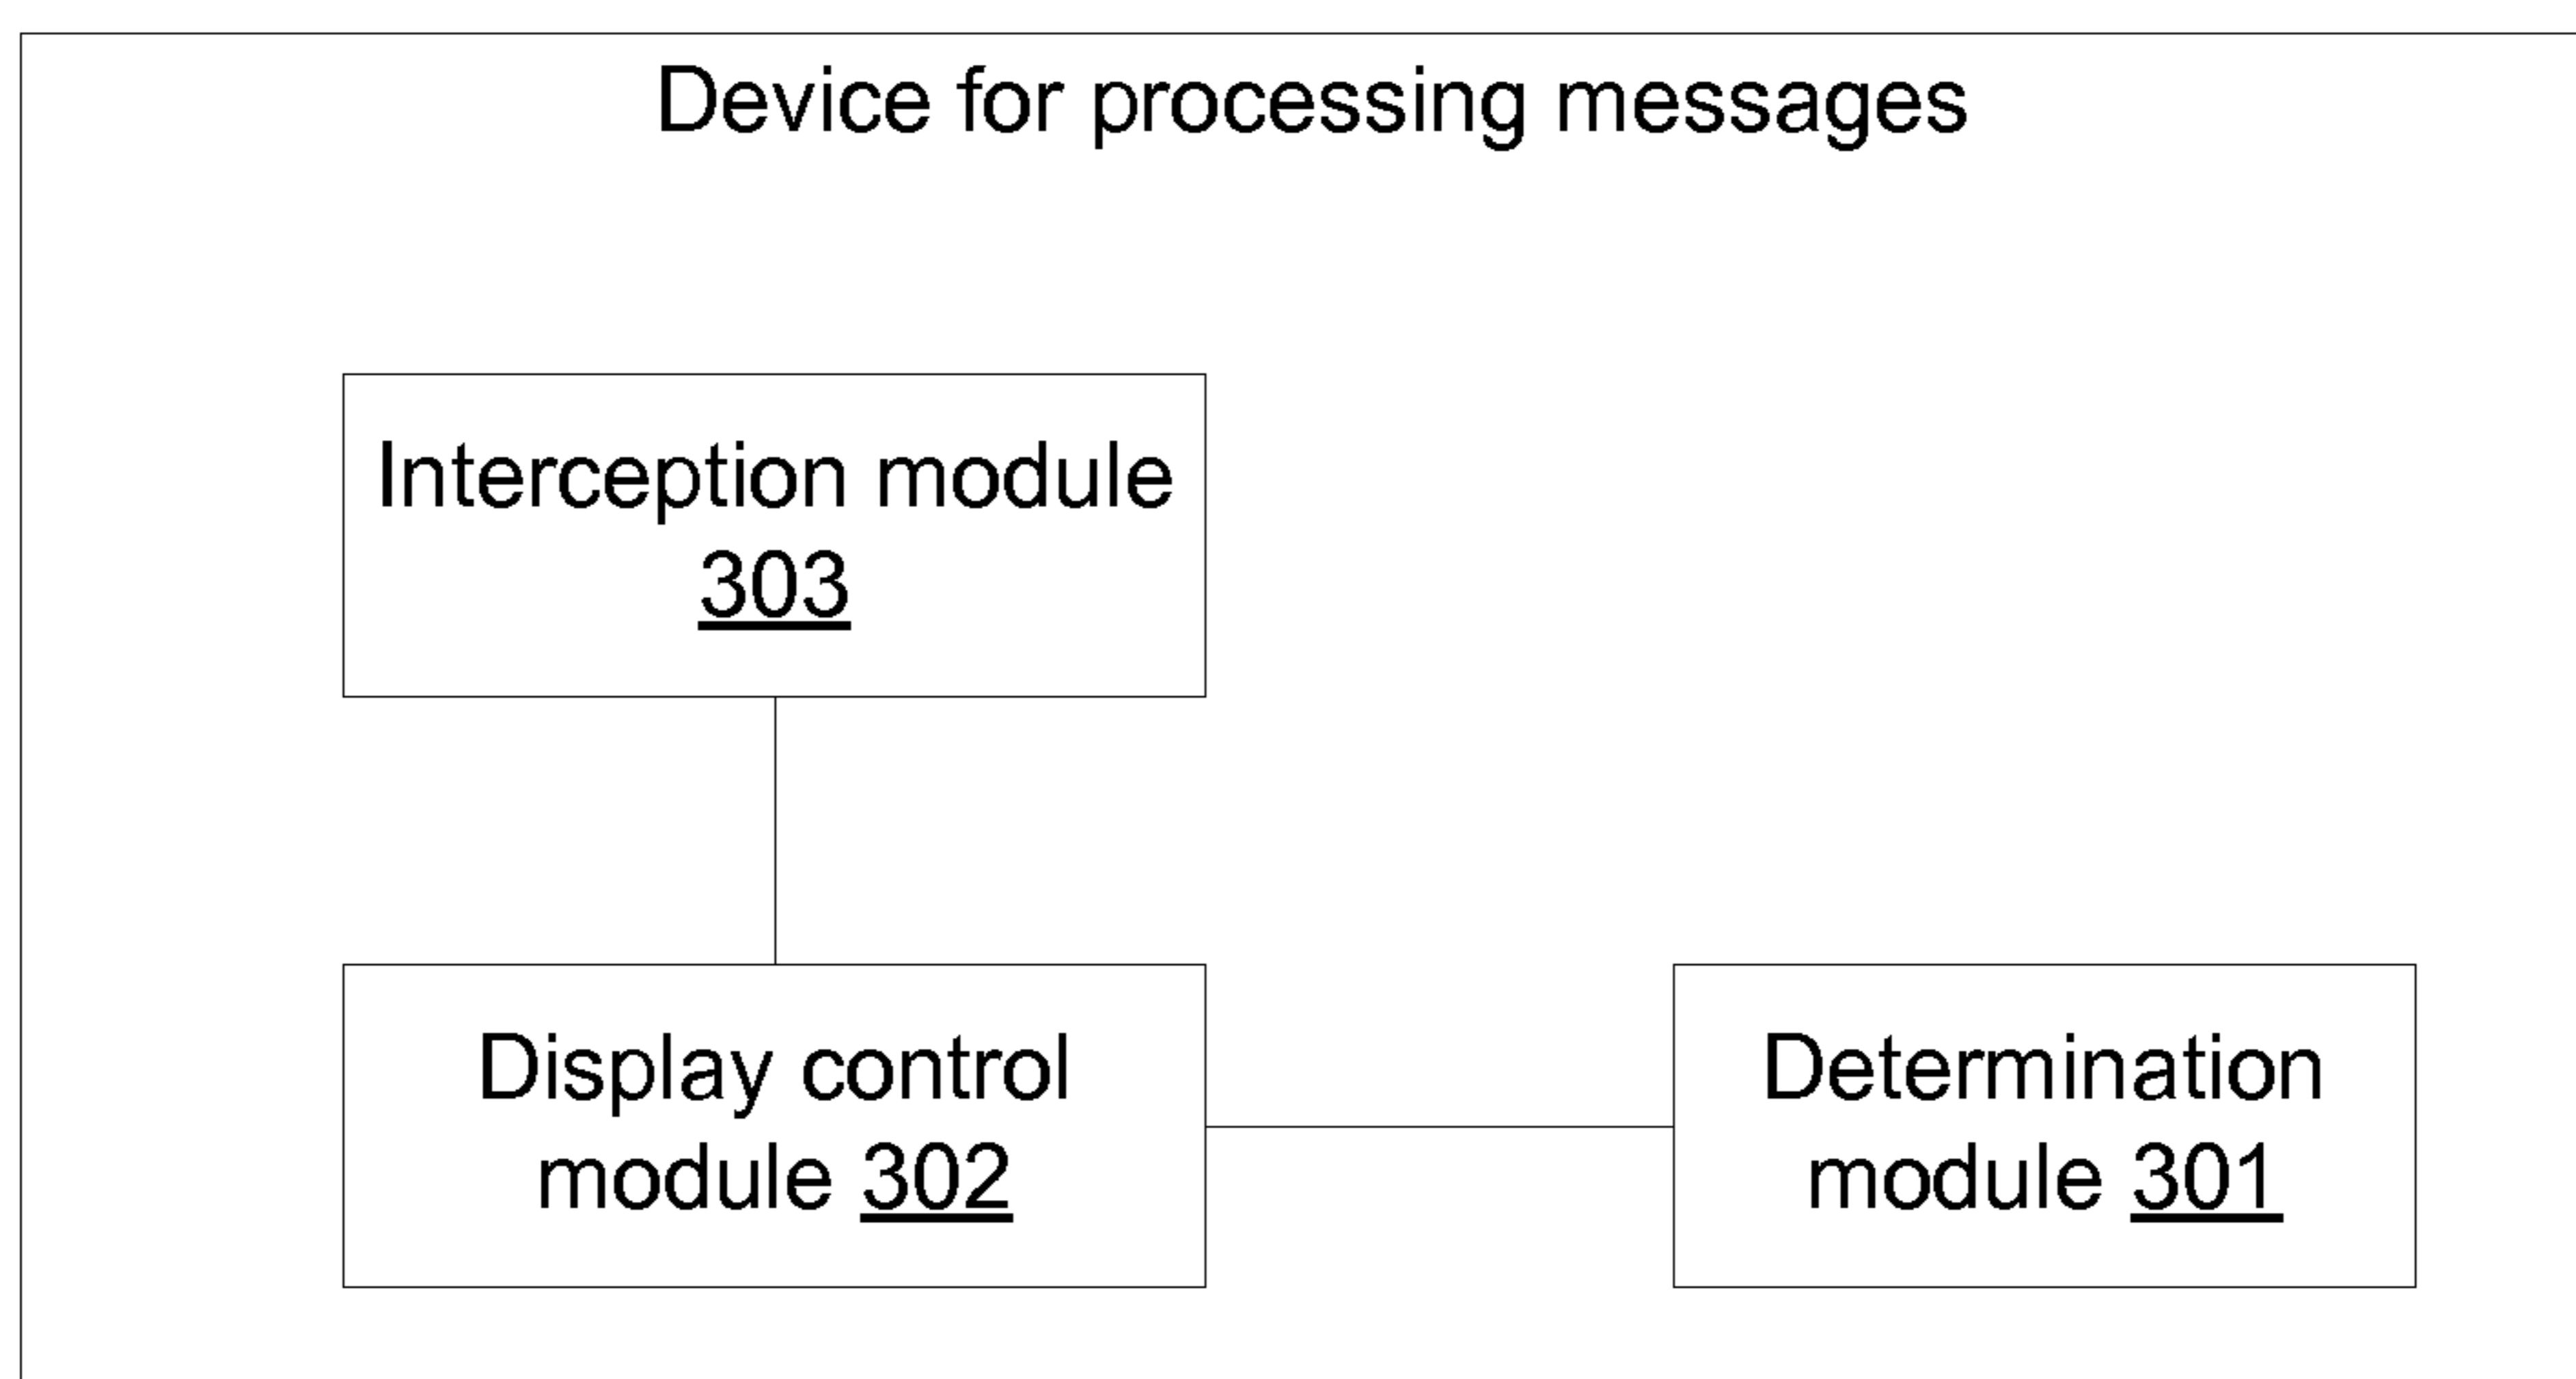 Device for processing messages
Interception module
303
Display control
module 302
Determination
module 301